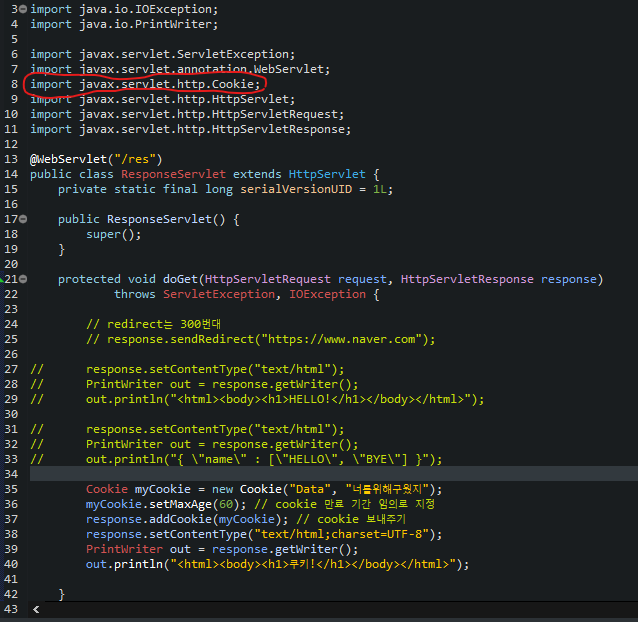 3 import java.io.IOException;
4 import java.io.PrintWriter;
5
6 import javax.servlet.ServletException;
7 import javax.servlet.annotation.WebServlet;
8 import javax.servlet.http.Cookie;
9 import javax.servlet.http.HttpServlet;
10 import javax.servlet.http.HttpServletRequest;
11 import javax.servlet.http.HttpServletResponse;
12
13 @WebServlet("/res")
14 public class ResponseServlet extends HttpServlet {
15     private static final long serialVersionUID = 1L;
16
17     public ResponseServlet() {
18         super();
19     }
20
21     protected void doGet(HttpServletRequest request, HttpServletResponse response)
22             throws ServletException, IOException {
23
24         // redirect는 300번대
25         // response.sendRedirect("https://www.naver.com");
26
27 //      response.setContentType("text/html");
28 //      PrintWriter out = response.getWriter();
29 //      out.println("<html><body><h1>HELLO!</h1></body></html>");
30
31 //      response.setContentType("text/html");
32 //      PrintWriter out = response.getWriter();
33 //      out.println("{ \"name\" : [\"HELLO\", \"BYE\"] }");
34
35         Cookie myCookie = new Cookie("Data", "너를위해구웠지");
36         myCookie.setMaxAge(60); // cookie 만료 기간 임의로 지정
37         response.addCookie(myCookie); // cookie 보내주기
38         response.setContentType("text/html;charset=UTF-8");
39         PrintWriter out = response.getWriter();
40         out.println("<html><body><h1>쿠키!</h1></body></html>");
41
42     }
43